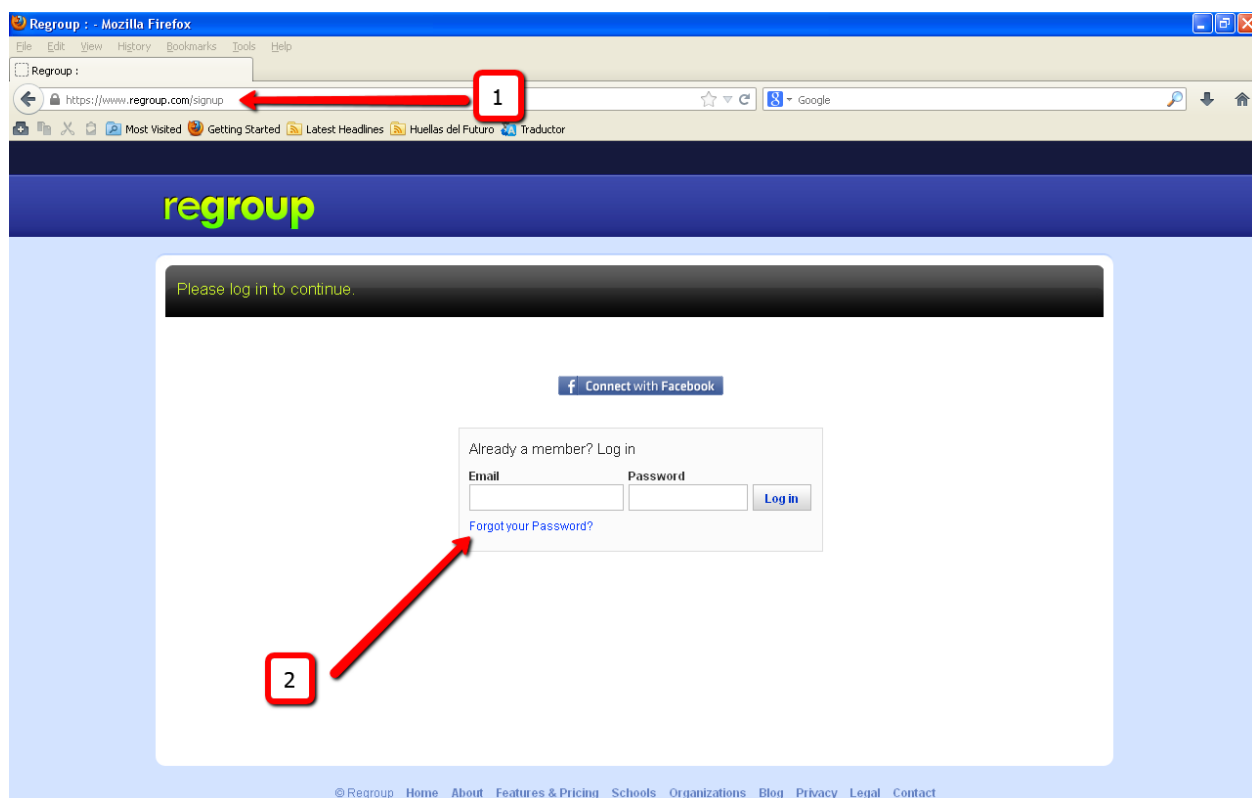 Regroup : - Mozilla Firefox
File Edit View History Bookmarks Tools Help
Regroup :
https://www.regroup.com/signup
1
Google
Most Visited Getting Started Latest Headlines Huellas del Futuro Traductor
regroup
Please log in to continue.
f Connect with Facebook
Already a member? Log in
Email Password
Log in
Forgot your Password?
2
© Regroup Home About Features & Pricing Schools Organizations Blog Privacy Legal Contact